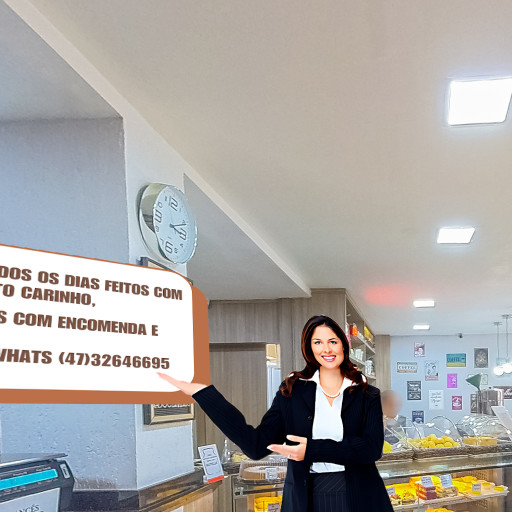 DOS OS DIAS FEITOS COM
TO CARINHO.
S COM ENCOMENDA E
WHATS (47)32646695